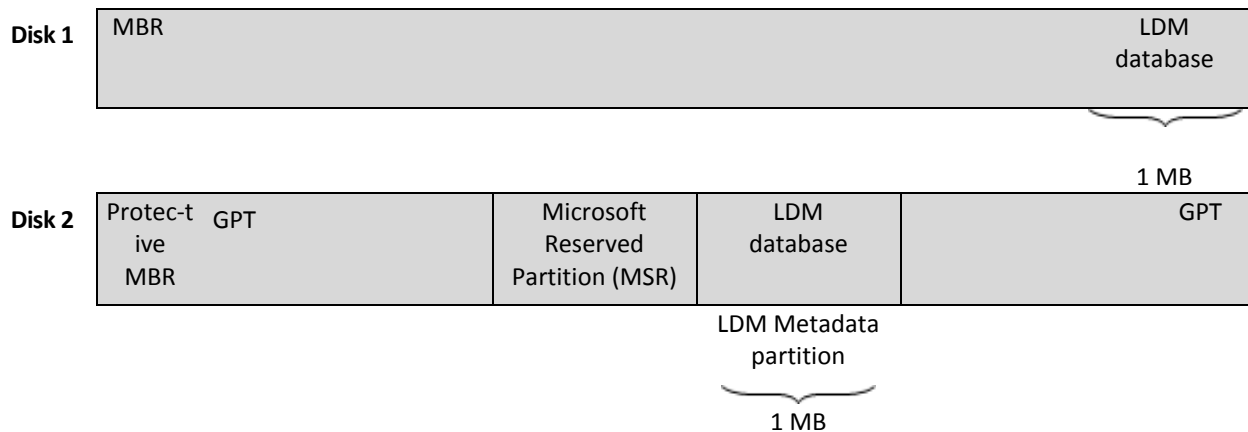 Disk 1
MBR
LDM
database
1 MB
Disk 2
Protec-t
ive
MBR
GPT
Microsoft
Reserved
Partition (MSR)
LDM
database
GPT
LDM Metadata
partition
1 MB